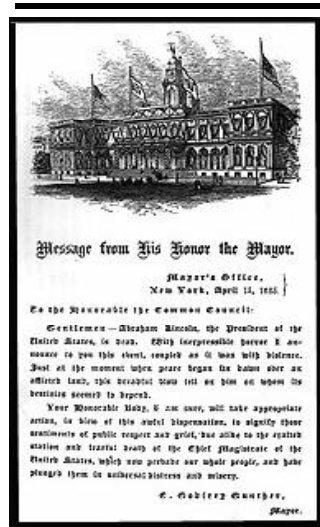 Message from His Honor the Mayor.
Mayor's Office,
New York, April 15, 1865.
To the Honorable the Common Council:
Gentlemen—Abraham Lincoln, the President of the
United States, is dead. With inexpressible horror I an-
nounce to you this event, coupled as it was with violence.
Just at the moment when peace began to dawn over an
afflicted land, this dreadful blow fell on him on whom its
destinies seemed to depend.
Your Honorable Body, I am sure, will take appropriate
action, in view of this awful dispensation, to signify those
sentiments of public respect and grief, due alike to the exalted
station and tearful death of the Chief Magistrate of the
United States, which now pervade our whole people, and have
plunged them in universal distress and misery.
C. Godfrey Gunther,
Mayor.